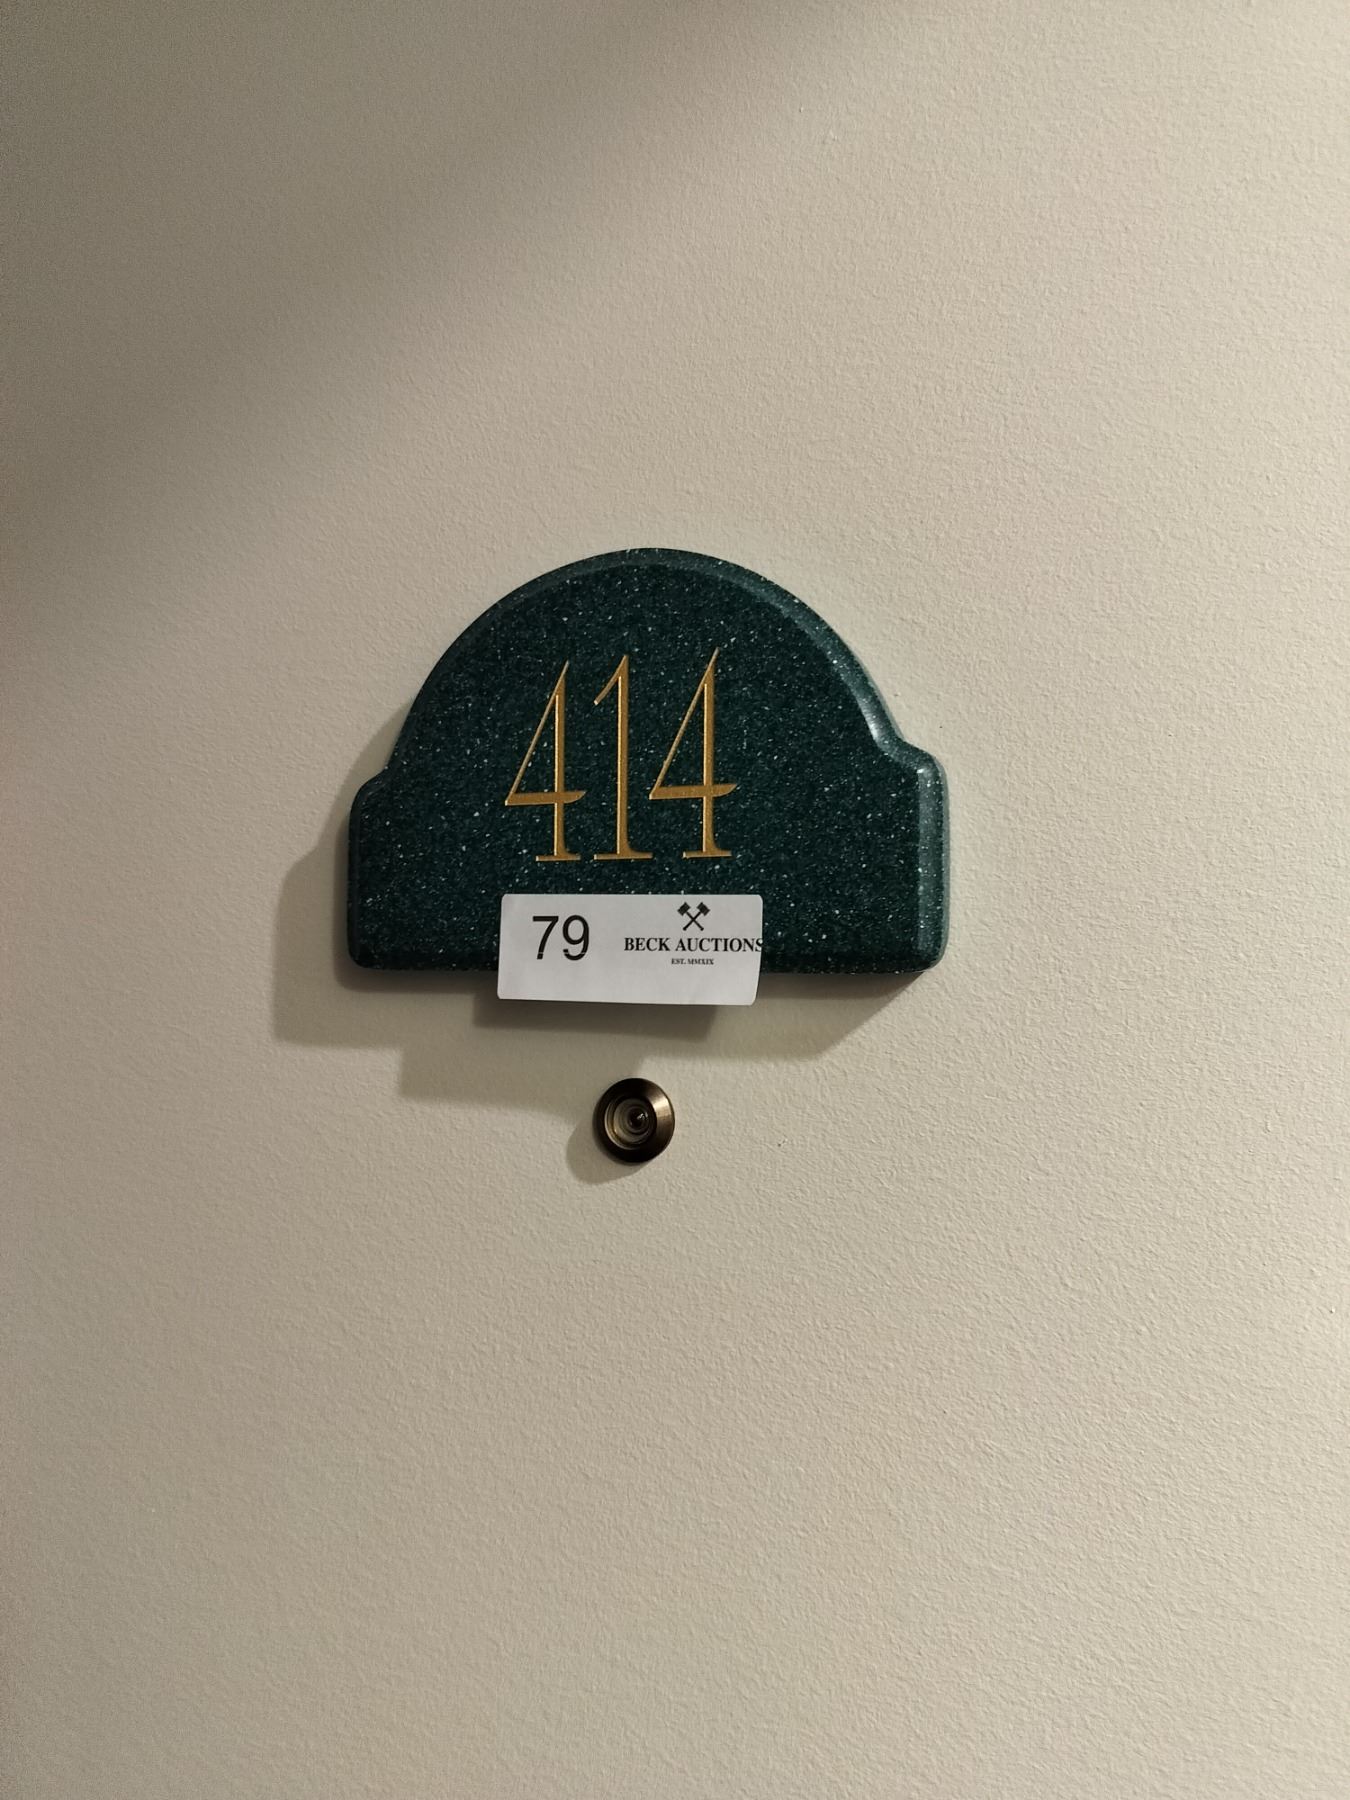 414
79
BECK AUCTIONS
EST. MMXIX